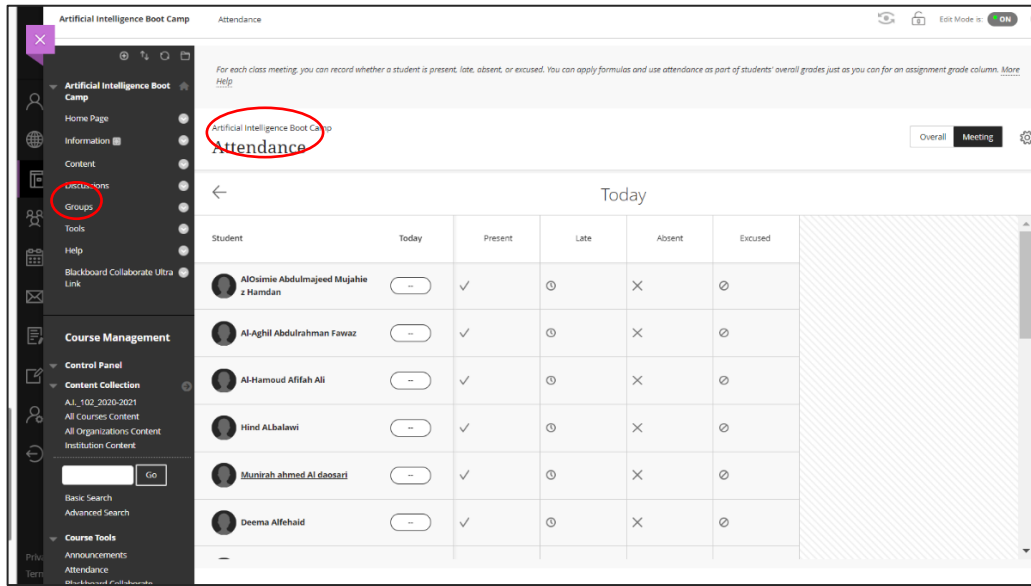 Artificial Intelligence Boot Camp
Attendance
Edit Mode is:
ON
Artificial Intelligence Boot
Camp
Home Page
Information
Content
Discussions
Groups
Tools
Help
Blackboard Collaborate Ultra
Link
Course Management
Control Panel
Content Collection
A.I._102_2020-2021
All Courses Content
All Organizations Content
Institution Content
Go
Basic Search
Advanced Search
Course Tools
Announcements
Attendance
Blackboard Collaborate
For each class meeting, you can record whether a student is present, late, absent, or excused. You can apply formulas and use attendance as part of students' overall grades just as you can for an assignment grade column. More
Help
Artificial Intelligence Boot Camp
Attendance
Overall
Meeting
Today
Student Today Present Late Absent Excused
AlOsimie Abdulmajeed Mujahie
z Hamdan
--
Al-Aghil Abdulrahman Fawaz --
Al-Hamoud Afifah Ali --
Hind ALbalawi --
Munirah ahmed Al daosari --
Deema Alfehaid --